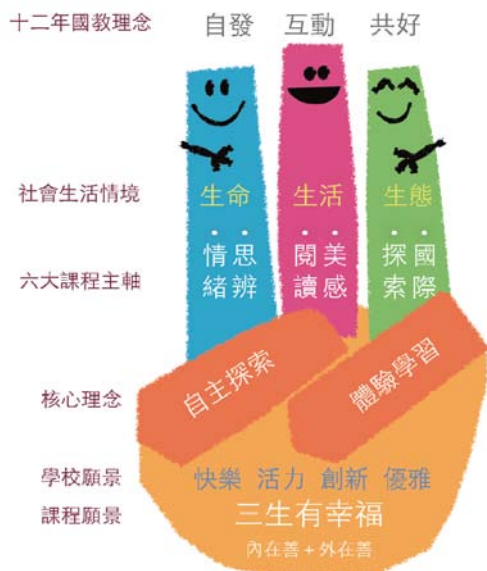 十二年國教理念 自發 互動 共好
社會生活情境 生命 生活 生態
六大課程主軸 情緒 思辨 閱讀 美感 探索 國際
核心理念 自主探索 體驗學習
學校願景 快樂 活力 創新 優雅
課程願景 三生有幸福
內在善+外在善